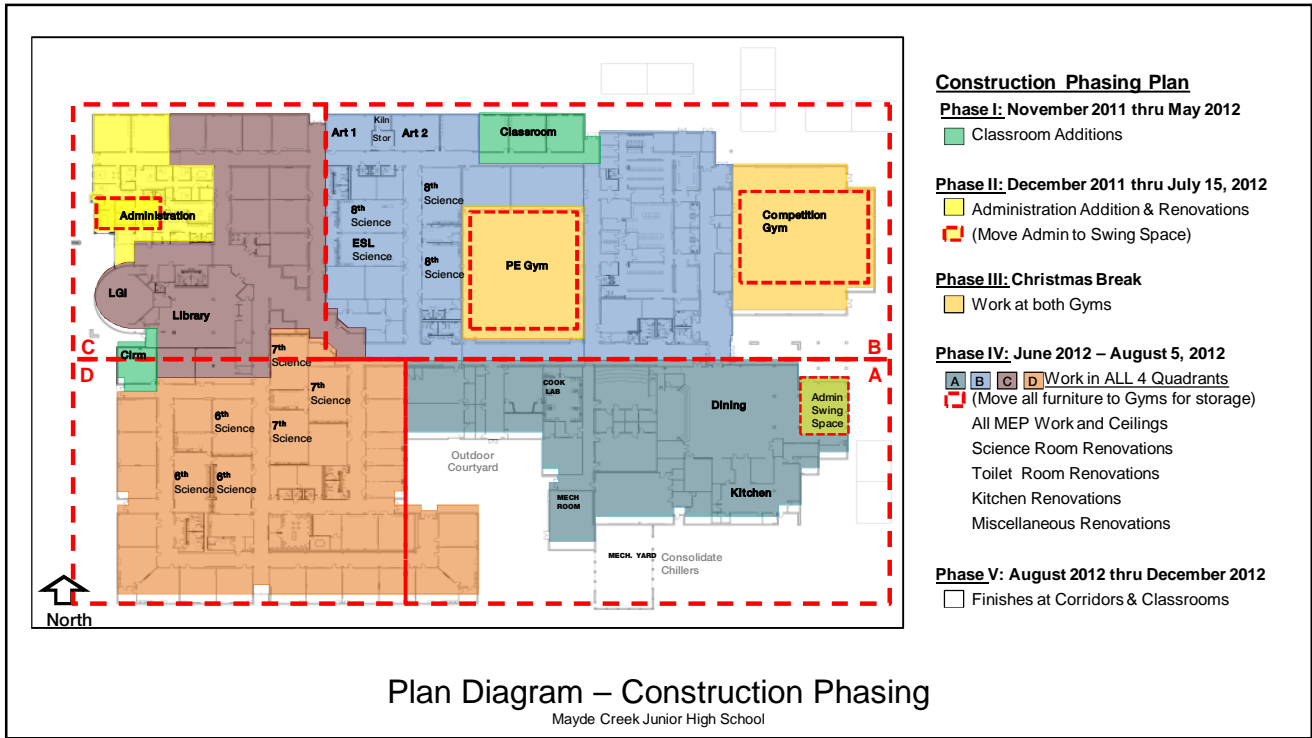 Construction Phasing Plan
Phase I: November 2011 thru May 2012
Classroom Additions
Phase II: December 2011 thru July 15, 2012
Administration Addition & Renovations
(Move Admin to Swing Space)
Phase III: Christmas Break
Work at both Gyms
Phase IV: June 2012 – August 5, 2012
A B C D Work in ALL 4 Quadrants
(Move all furniture to Gyms for storage)
All MEP Work and Ceilings
Science Room Renovations
Toilet Room Renovations
Kitchen Renovations
Miscellaneous Renovations
Phase V: August 2012 thru December 2012
Finishes at Corridors & Classrooms
Art 1
Kiln
Stor
Art 2
Classroom
8th
Science
8th
Science
ESL
Science
8th
Science
PE Gym
Competition
Gym
Administration
LGI
Library
Clrm
C
B
D
A
7th
Science
7th
Science
7th
Science
6th
Science
6th
Science
6th
Science
COOK
LAB
Dining
Admin
Swing
Space
Outdoor
Courtyard
Kitchen
MECH
ROOM
MECH. YARD
Consolidate
Chillers
North
Plan Diagram – Construction Phasing
Mayde Creek Junior High School